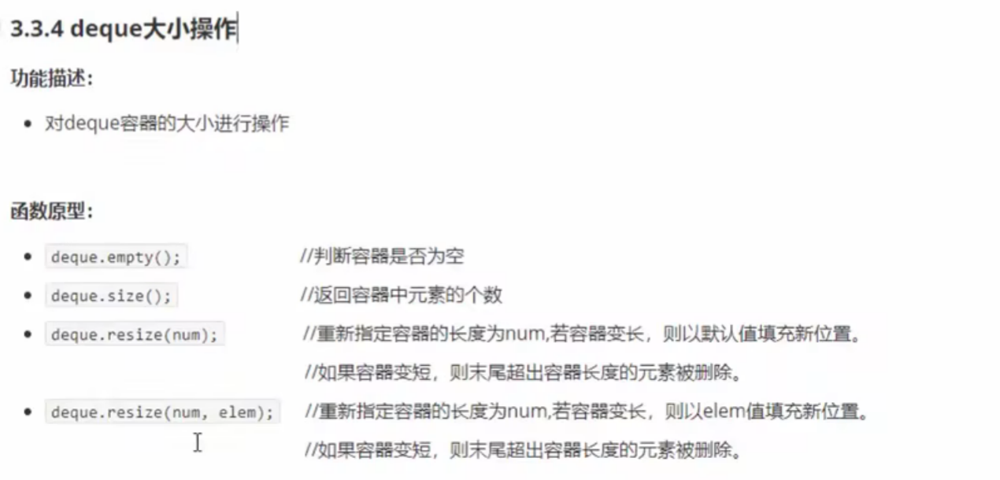 3.3.4 deque大小操作
功能描述：
对deque容器的大小进行操作
函数原型：
deque.empty(); //判断容器是否为空
deque.size(); //返回容器中元素的个数
deque.resize(num); //重新指定容器的长度为num,若容器变长，则以默认值填充新位置。
//如果容器变短，则末尾超出容器长度的元素被删除。
deque.resize(num, elem); //重新指定容器的长度为num,若容器变长，则以elem值填充新位置。
//如果容器变短，则末尾超出容器长度的元素被删除。